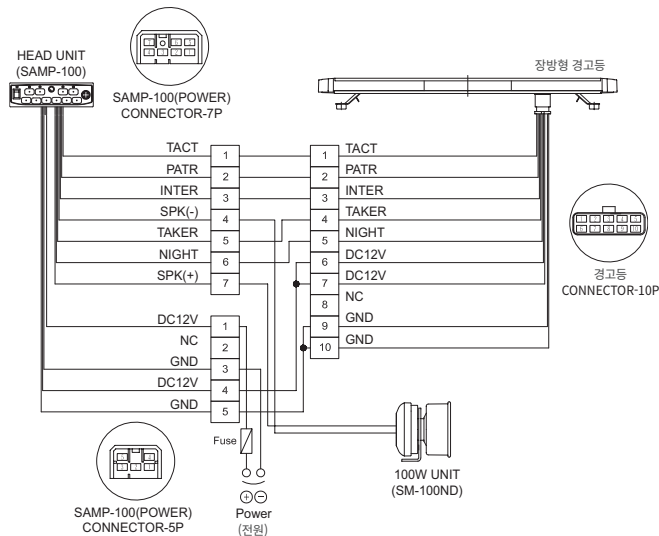 HEAD UNIT
(SAMP-100)
SAMP-100(POWER)
CONNECTOR-7P
장방형 경고등
TACT
PATR
INTER
SPK(-)
TAKER
NIGHT
SPK(+)
1
2
3
4
5
6
7
1
2
3
4
5
6
7
8
9
10
TACT
PATR
INTER
TAKER
NIGHT
DC12V
DC12V
NC
GND
GND
경고등
CONNECTOR-10P
DC12V
NC
GND
DC12V
GND
1
2
3
4
5
Fuse
Power
(전원)
SAMP-100(POWER)
CONNECTOR-5P
100W UNIT
(SM-100ND)